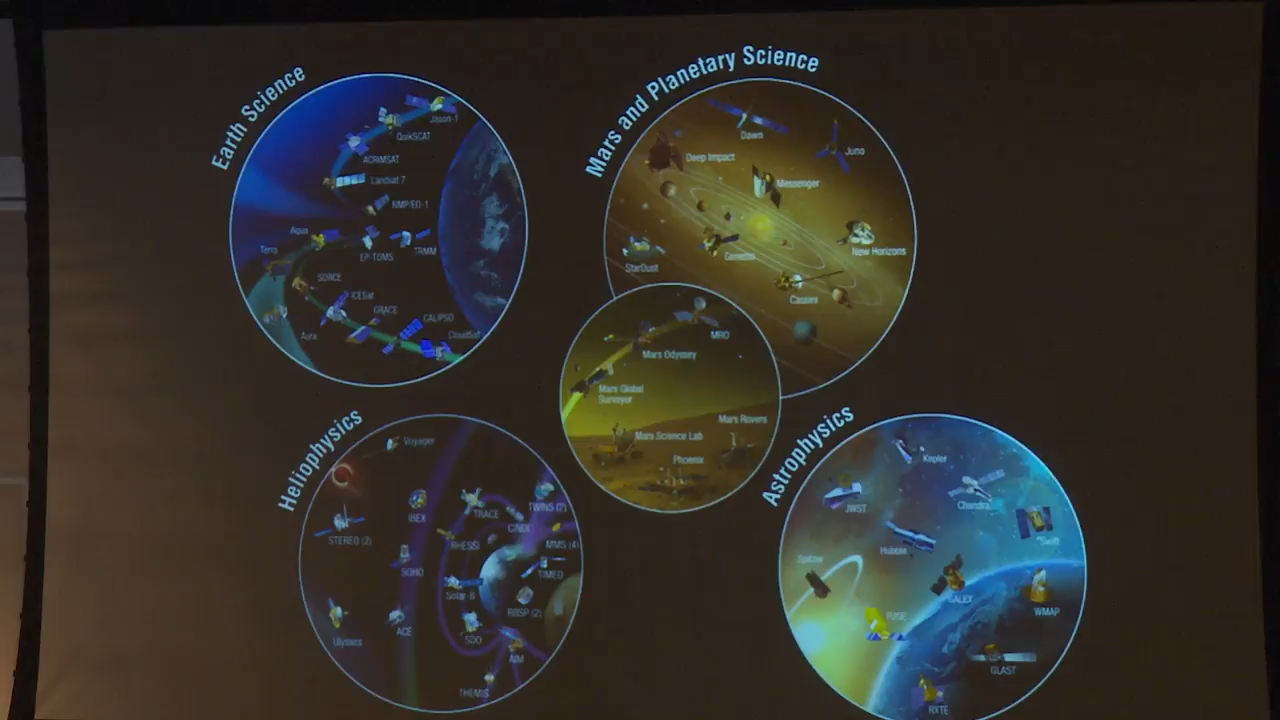 Earth Science
Jason-1
QuikSCAT
ACRIMSAT
Landsat 7
NMP/EO-1
Aqua
Terra
EP-TOMS
TRMM
SORCE
ICESat
GRACE
CALIPSO
Aura
CloudSat
Mars and Planetary Science
Dawn
Juno
Deep Impact
Messenger
New Horizons
Genesis
StarDust
Cassini
MRO
Mars Odyssey
Mars Global
Surveyor
Mars Rovers
Mars Science Lab
Phoenix
Heliophysics
Voyager
IBEX
TRACE
TWINS (2)
CINDI
STEREO (2)
RHESSI
MMS (4)
SOHO
TIMED
Solar-B
RBSP (2)
Ulysses
ACE
SDO
AIM
THEMIS
Astrophysics
Kepler
JWST
Chandra
Swift
Hubble
Spitzer
GALEX
WMAP
FUSE
GLAST
RXTE